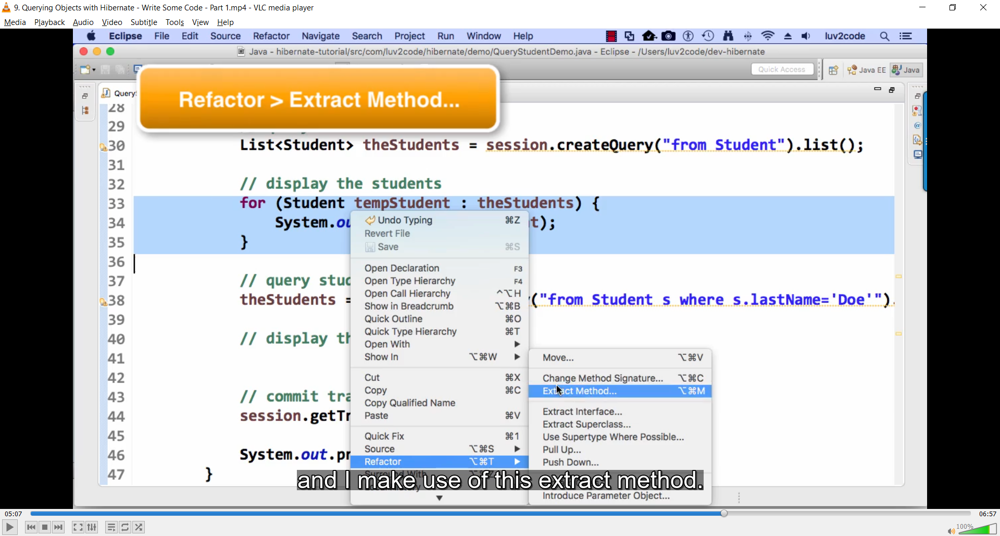 9. Querying Objects with Hibernate - Write Some Code - Part 1.mp4 - VLC media player
Media Playback Audio Video Subtitle Tools View Help
Eclipse File Edit Source Refactor Navigate Search Project Run Window Help luv2code
Java - hibernate-tutorial/src/com/luv2code/hibernate/demo/QueryStudentDemo.java - Eclipse - /Users/luv2code/dev-hibernate
Quick Access Java EE Java
Refactor > Extract Method...
Query
28
29
30 List<Student> theStudents = session.createQuery("from Student").list();
31
32 // display the students
33 for (Student tempStudent : theStudents) {
34 System.ou t);
35 }
36
37 // query stud
38 theStudents = ("from Student s where s.lastName='Doe'").
39
40 // display th
41
42
43 // commit tra
44 session.getTr
45
46 System.out.pr
47 }
Undo Typing ⌘Z
Revert File
Save ⌘S
Open Declaration F3
Open Type Hierarchy F4
Open Call Hierarchy ^⌥H
Show in Breadcrumb ⌥⌘B
Quick Outline ⌘O
Quick Type Hierarchy ⌘T
Open With
Show In ⌥⌘W
Cut ⌘X
Copy ⌘C
Copy Qualified Name
Paste ⌘V
Quick Fix ⌘1
Source ⌥⌘S
Refactor ⌥⌘T
Surround With ⌥⌘Z
Move... ⌥⌘V
Change Method Signature... ⌥⌘C
Extract Method... ⌥⌘M
Extract Interface...
Extract Superclass...
Use Supertype Where Possible...
Pull Up...
Push Down...
Introduce Parameter Object...
and I make use of this extract method.
05:07 06:57
100%